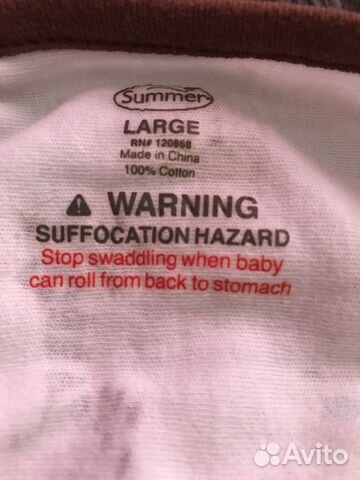 Summer
LARGE
RN# 120868
Made in China
100% Cotton
⚠ WARNING
SUFFOCATION HAZARD
Stop swaddling when baby
can roll from back to stomach
Avito